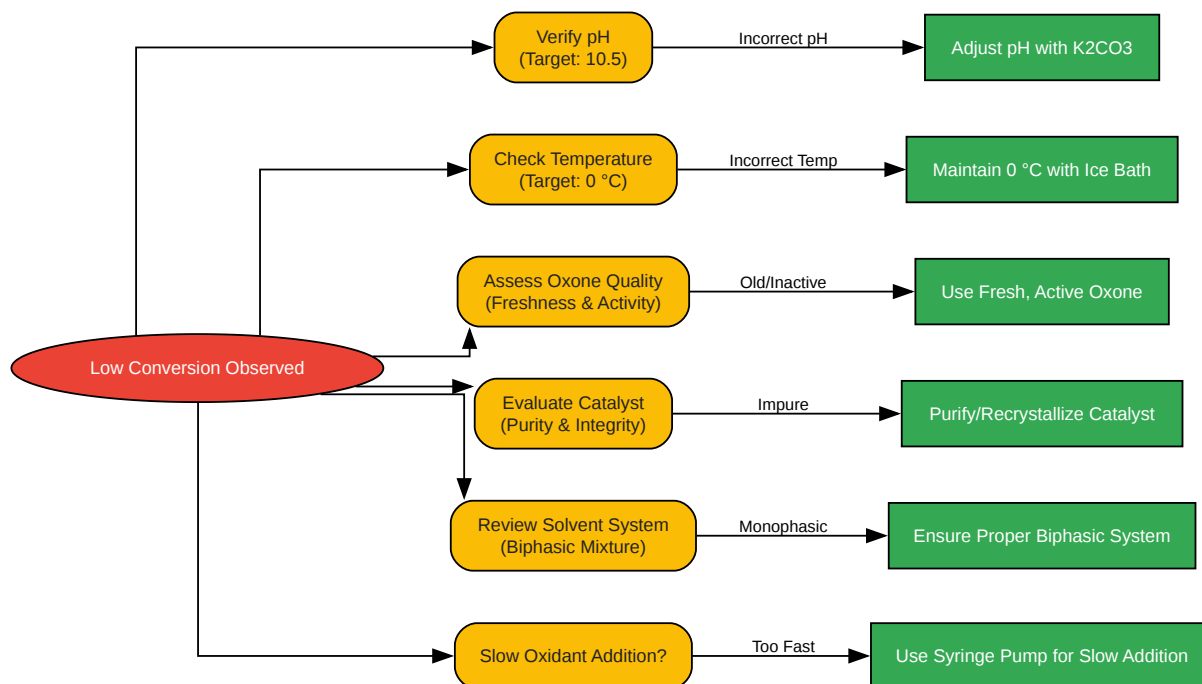 Verify pH
(Target: 10.5)
Incorrect pH
Adjust pH with K2CO3
Check Temperature
(Target: 0 °C)
Incorrect Temp
Maintain 0 °C with Ice Bath
Assess Oxone Quality
(Freshness & Activity)
Old/Inactive
Use Fresh, Active Oxone
Low Conversion Observed
Evaluate Catalyst
(Purity & Integrity)
Impure
Purify/Recrystallize Catalyst
Review Solvent System
(Biphasic Mixture)
Monophasic
Ensure Proper Biphasic System
Slow Oxidant Addition?
Too Fast
Use Syringe Pump for Slow Addition